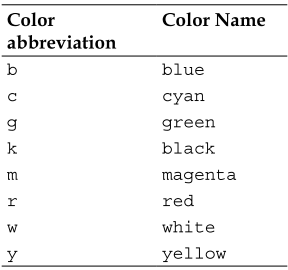 Color abbreviation Color Name
b blue
c cyan
g green
k black
m magenta
r red
w white
y yellow